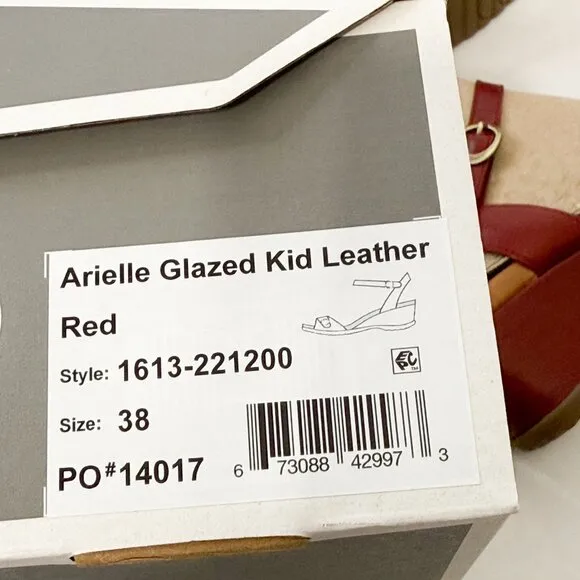 Arielle Glazed Kid Leather
Red
Style: 1613-221200
Size: 38
PO#14017
6 73088 42997 3